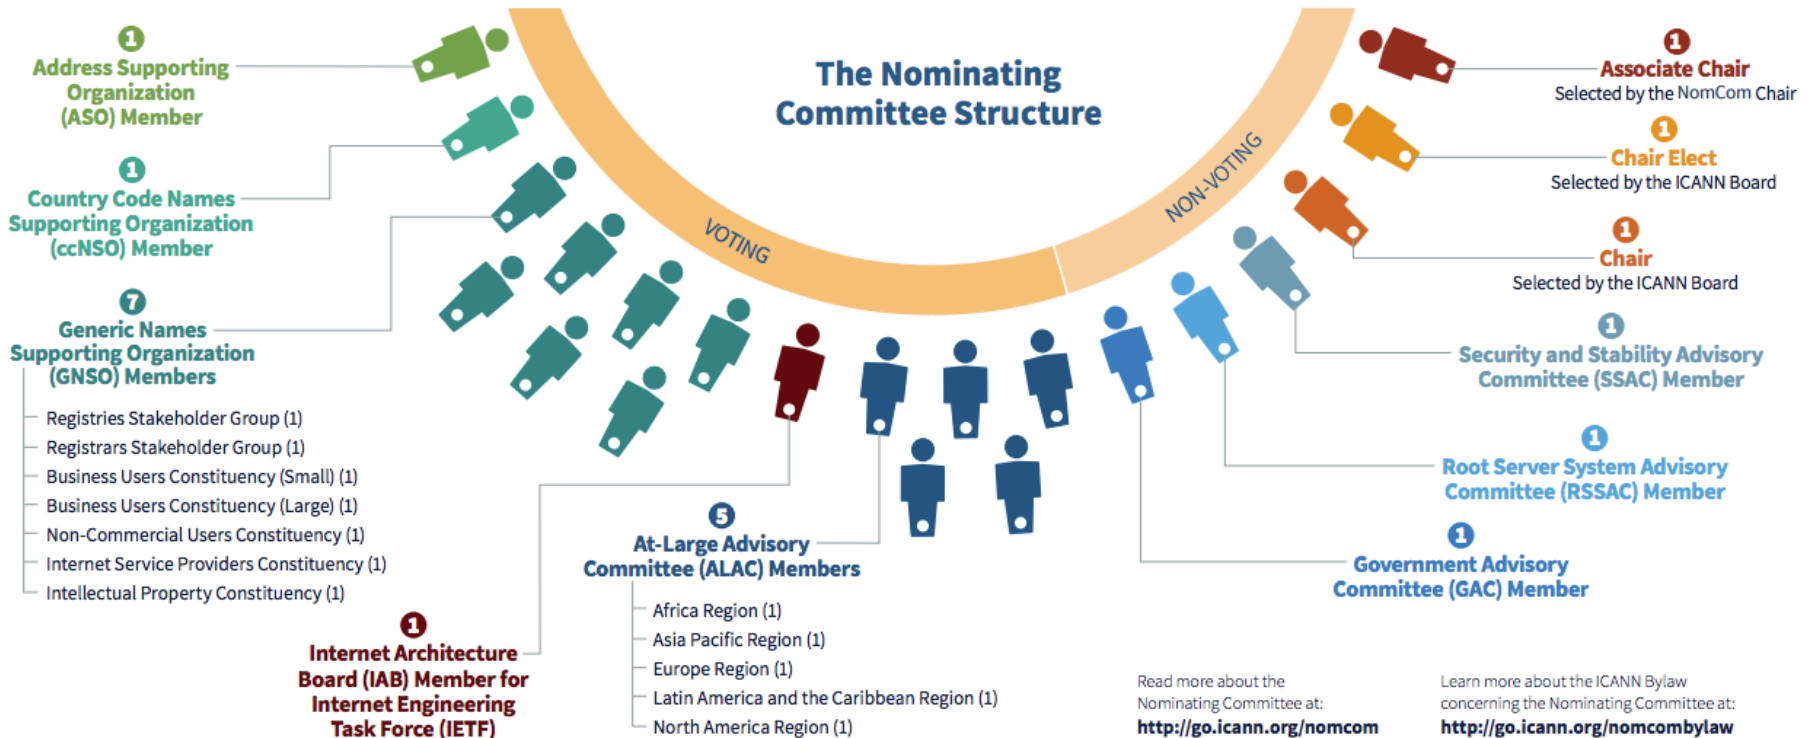 The Nominating
Committee Structure
VOTING
NON-VOTING
1
Address Supporting
Organization
(ASO) Member
1
Country Code Names
Supporting Organization
(ccNSO) Member
7
Generic Names
Supporting Organization
(GNSO) Members
Registries Stakeholder Group (1)
Registrars Stakeholder Group (1)
Business Users Constituency (Small) (1)
Business Users Constituency (Large) (1)
Non-Commercial Users Constituency (1)
Internet Service Providers Constituency (1)
Intellectual Property Constituency (1)
1
Internet Architecture
Board (IAB) Member for
Internet Engineering
Task Force (IETF)
5
At-Large Advisory
Committee (ALAC) Members
Africa Region (1)
Asia Pacific Region (1)
Europe Region (1)
Latin America and the Caribbean Region (1)
North America Region (1)
1
Associate Chair
Selected by the NomCom Chair
1
Chair Elect
Selected by the ICANN Board
1
Chair
Selected by the ICANN Board
1
Security and Stability Advisory
Committee (SSAC) Member
1
Root Server System Advisory
Committee (RSSAC) Member
1
Government Advisory
Committee (GAC) Member
Read more about the
Nominating Committee at:
http://go.icann.org/nomcom
Learn more about the ICANN Bylaw
concerning the Nominating Committee at:
http://go.icann.org/nomcombylaw